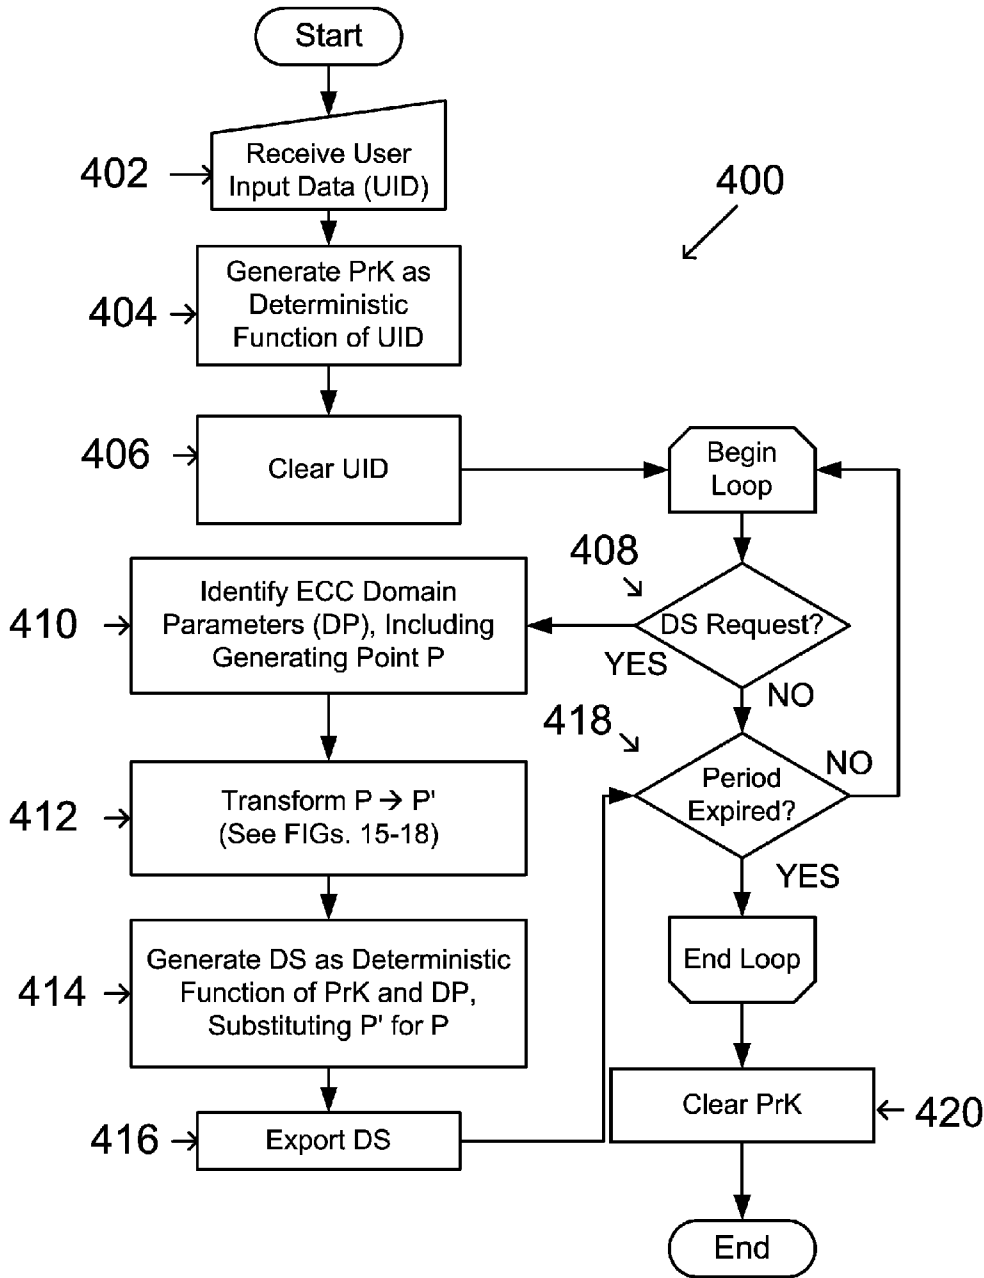 Start
402
Receive User
Input Data (UID)
400
404
Generate PrK as
Deterministic
Function of UID
406
Clear UID
Begin
Loop
408
DS Request?
YES
NO
410
Identify ECC Domain
Parameters (DP), Including
Generating Point P
418
Period
Expired?
NO
YES
412
Transform P → P'
(See FIGs. 15-18)
414
Generate DS as Deterministic
Function of PrK and DP,
Substituting P' for P
End Loop
416
Export DS
Clear PrK
420
End